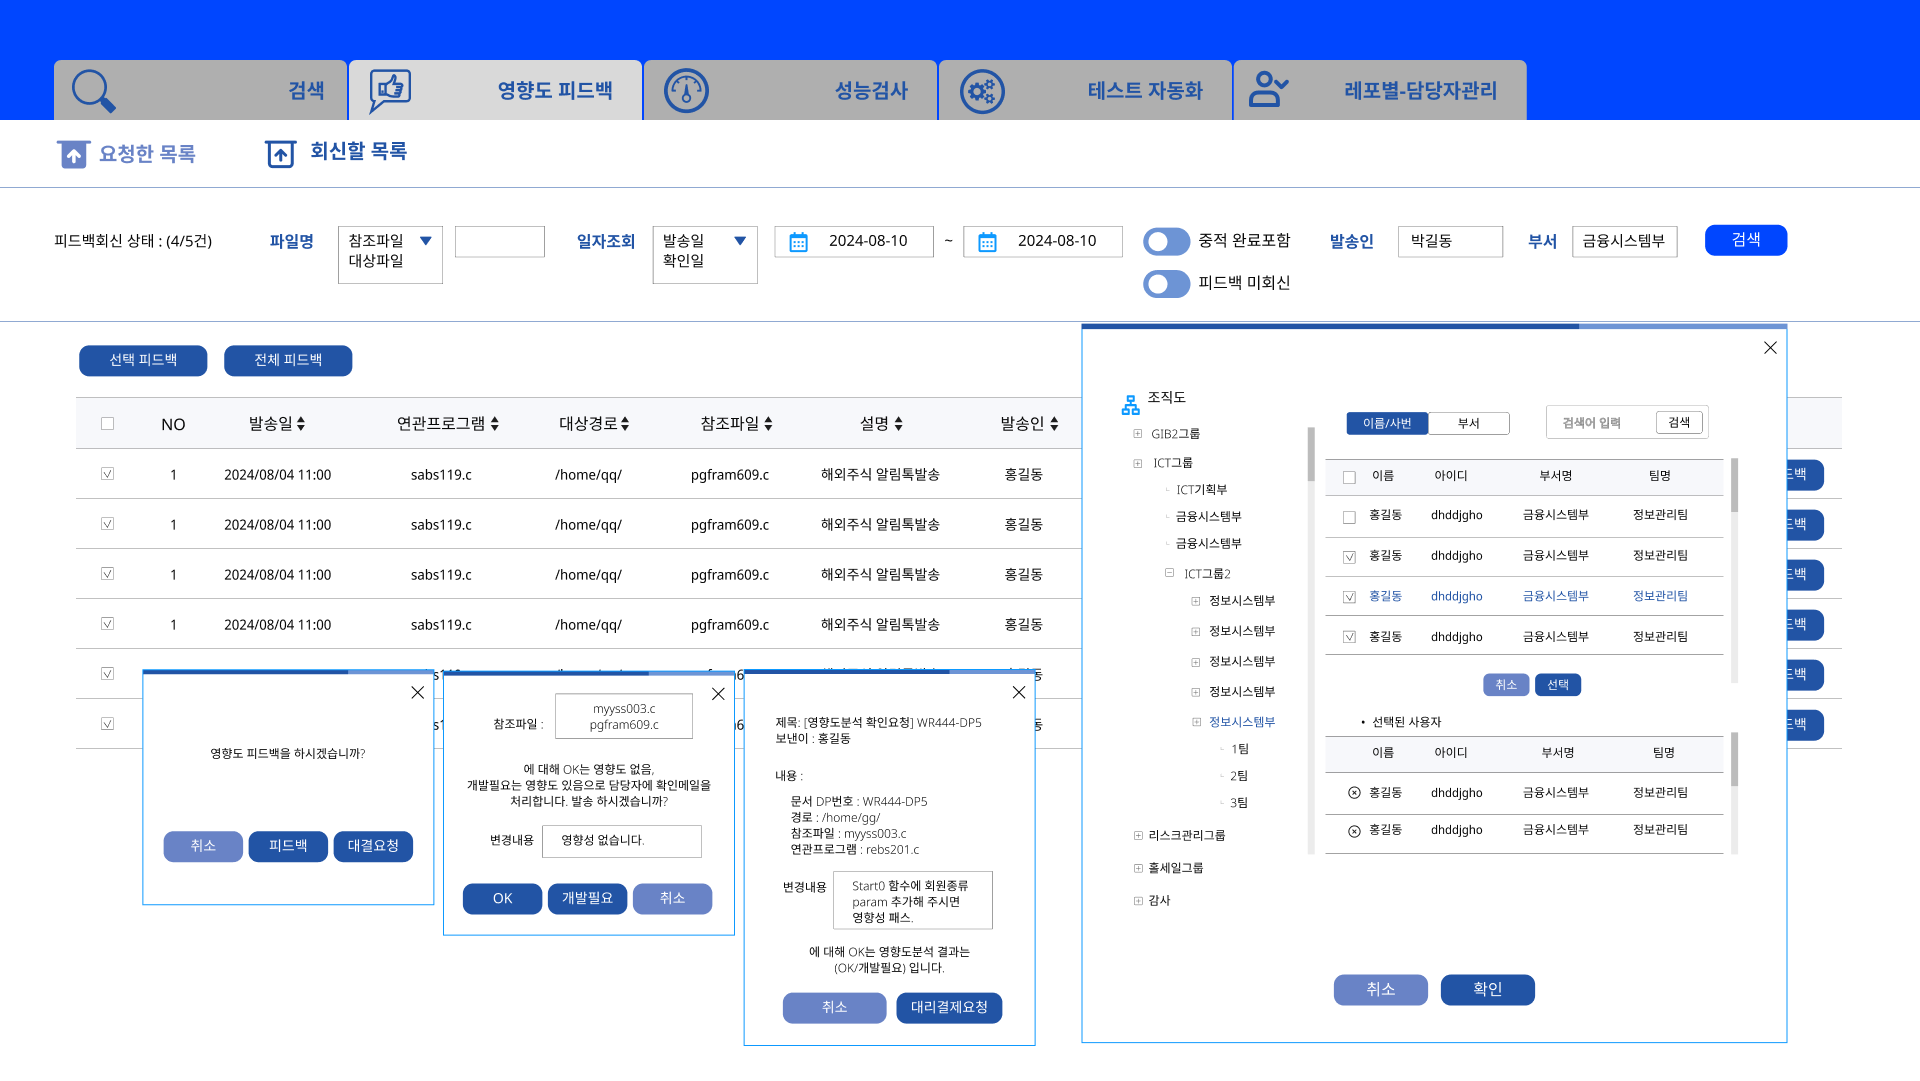 검색
영향도 피드백
성능검사
테스트 자동화
레포별-담당자관리
요청한 목록
회신할 목록
피드백회신 상태 : (4/5건)
파일명
참조파일
대상파일
일자조회
발송일
확인일
2024-08-10
~
2024-08-10
중적 완료포함
피드백 미회신
발송인
박길동
부서
금융시스템부
검색
선택 피드백
전체 피드백
NO 발송일 연관프로그램 대상경로 참조파일 설명 발송인
1 2024/08/04 11:00 sabs119.c /home/qq/ pgfram609.c 해외주식 알림톡발송 홍길동
1 2024/08/04 11:00 sabs119.c /home/qq/ pgfram609.c 해외주식 알림톡발송 홍길동
1 2024/08/04 11:00 sabs119.c /home/qq/ pgfram609.c 해외주식 알림톡발송 홍길동
1 2024/08/04 11:00 sabs119.c /home/qq/ pgfram609.c 해외주식 알림톡발송 홍길동
영향도 피드백을 하시겠습니까?
취소
피드백
대결요청
참조파일 :
myyss003.c
pgfram609.c
에 대해 OK는 영향도 없음,
개발필요는 영향도 있음으로 담당자에 확인메일을
처리합니다. 발송 하시겠습니까?
변경내용
영향성 없습니다.
OK
개발필요
취소
제목: [영향도분석 확인요청] WR444-DP5
보낸이 : 홍길동
내용 :
문서 DP번호 : WR444-DP5
경로 : /home/gg/
참조파일 : myyss003.c
연관프로그램 : rebs201.c
변경내용
Start0 함수에 회원종류
param 추가해 주시면
영향성 패스.
에 대해 OK는 영향도분석 결과는
(OK/개발필요) 입니다.
취소
대리결제요청
조직도
GIB2그룹
ICT그룹
ICT기획부
금융시스템부
금융시스템부
ICT그룹2
정보시스템부
정보시스템부
정보시스템부
정보시스템부
정보시스템부
1팀
2팀
3팀
리스크관리그룹
홀세일그룹
감사
이름/사번
부서
검색어 입력
검색
이름 아이디 부서명 팀명
홍길동 dhddjgho 금융시스템부 정보관리팀
홍길동 dhddjgho 금융시스템부 정보관리팀
홍길동 dhddjgho 금융시스템부 정보관리팀
홍길동 dhddjgho 금융시스템부 정보관리팀
취소
선택
• 선택된 사용자
이름 아이디 부서명 팀명
홍길동 dhddjgho 금융시스템부 정보관리팀
홍길동 dhddjgho 금융시스템부 정보관리팀
취소
확인